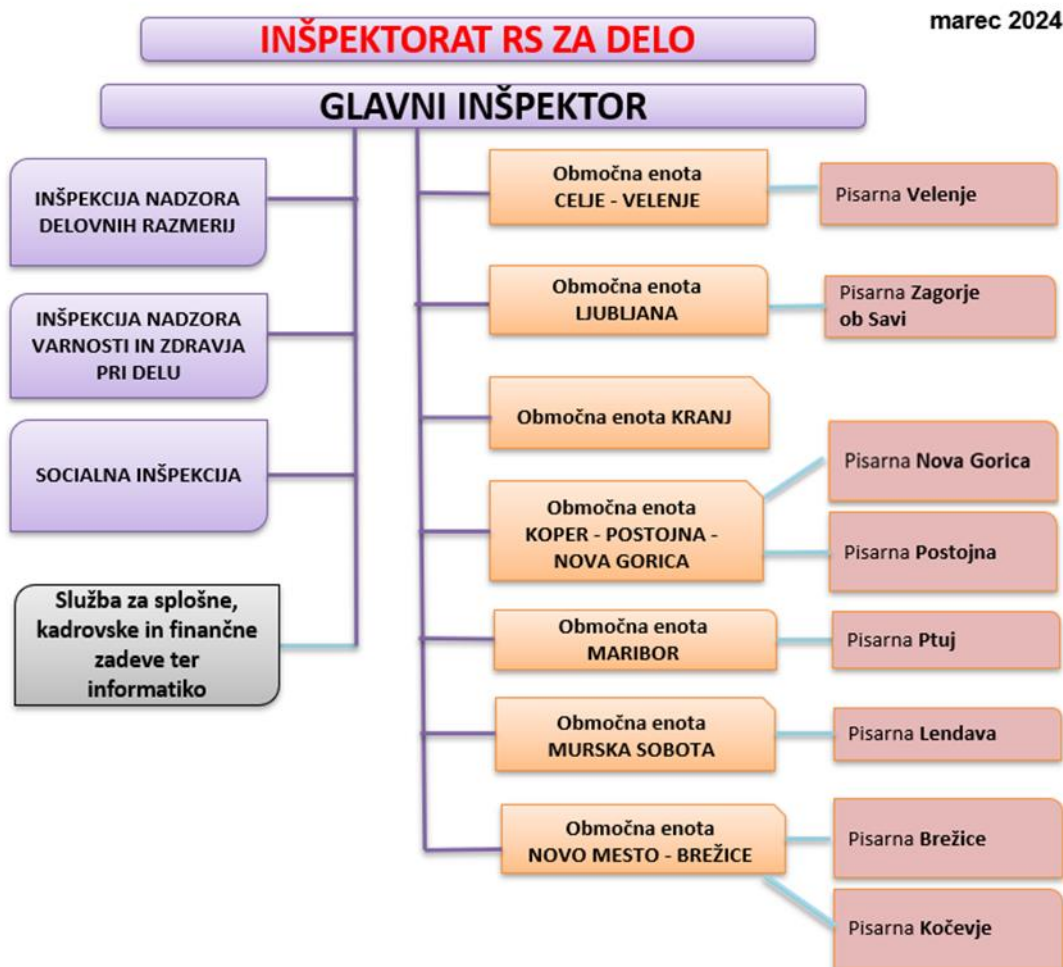 marec 2024
INŠPEKTORAT RS ZA DELO
GLAVNI INŠPEKTOR
INŠPEKCIJA NADZORA
DELOVNIH RAZMERIJ
INŠPEKCIJA NADZORA
VARNOSTI IN ZDRAVJA
PRI DELU
SOCIALNA INŠPEKCIJA
Služba za splošne,
kadrovske in finančne
zadeve ter
informatiko
Območna enota
CELJE - VELENJE
Pisarna Velenje
Območna enota
LJUBLJANA
Pisarna Zagorje
ob Savi
Območna enota KRANJ
Območna enota
KOPER - POSTOJNA -
NOVA GORICA
Pisarna Nova Gorica
Pisarna Postojna
Območna enota
MARIBOR
Pisarna Ptuj
Območna enota
MURSKA SOBOTA
Pisarna Lendava
Območna enota
NOVO MESTO - BREŽICE
Pisarna Brežice
Pisarna Kočevje